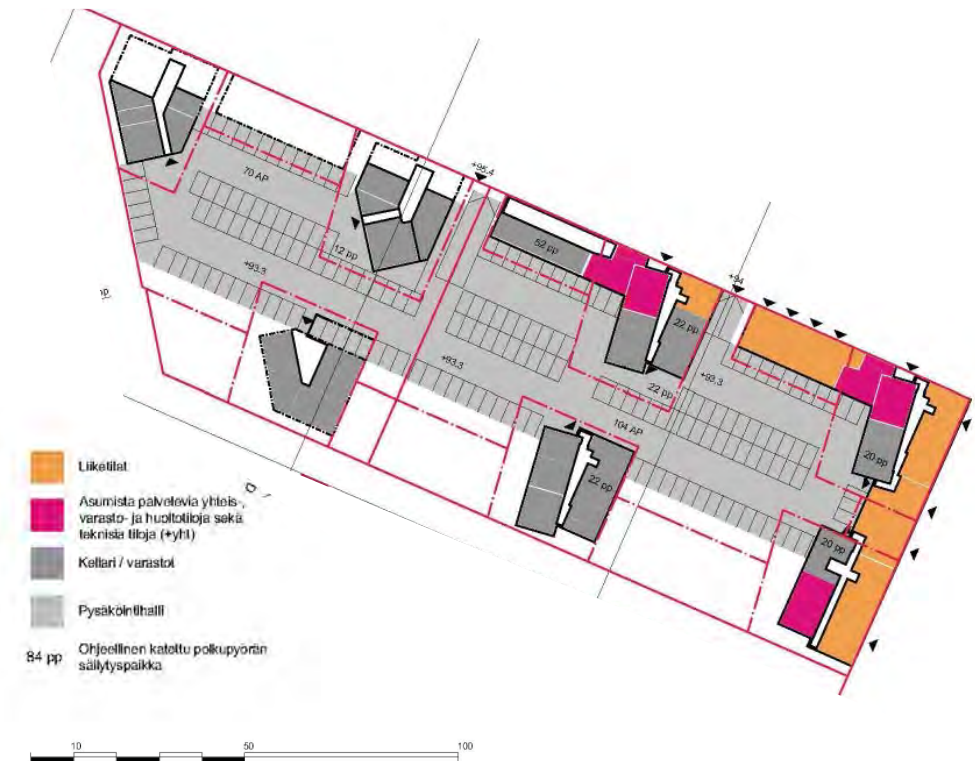 +95.4
70 AP
52 pp
+94
12 pp
+93.3
22 pp
+93.3
22 pp
+93.3
104 AP
20 pp
22 pp
20 pp
Liiketilat
Asumista palvelevia yhteis-,
varasto- ja huoltotiloja sekä
teknisiä tiloja (+yht)
Kellari / varastot
Pysäköintihalli
84 pp
Ohjeellinen katettu polkupyörän
säilytyspaikka
10
50
100